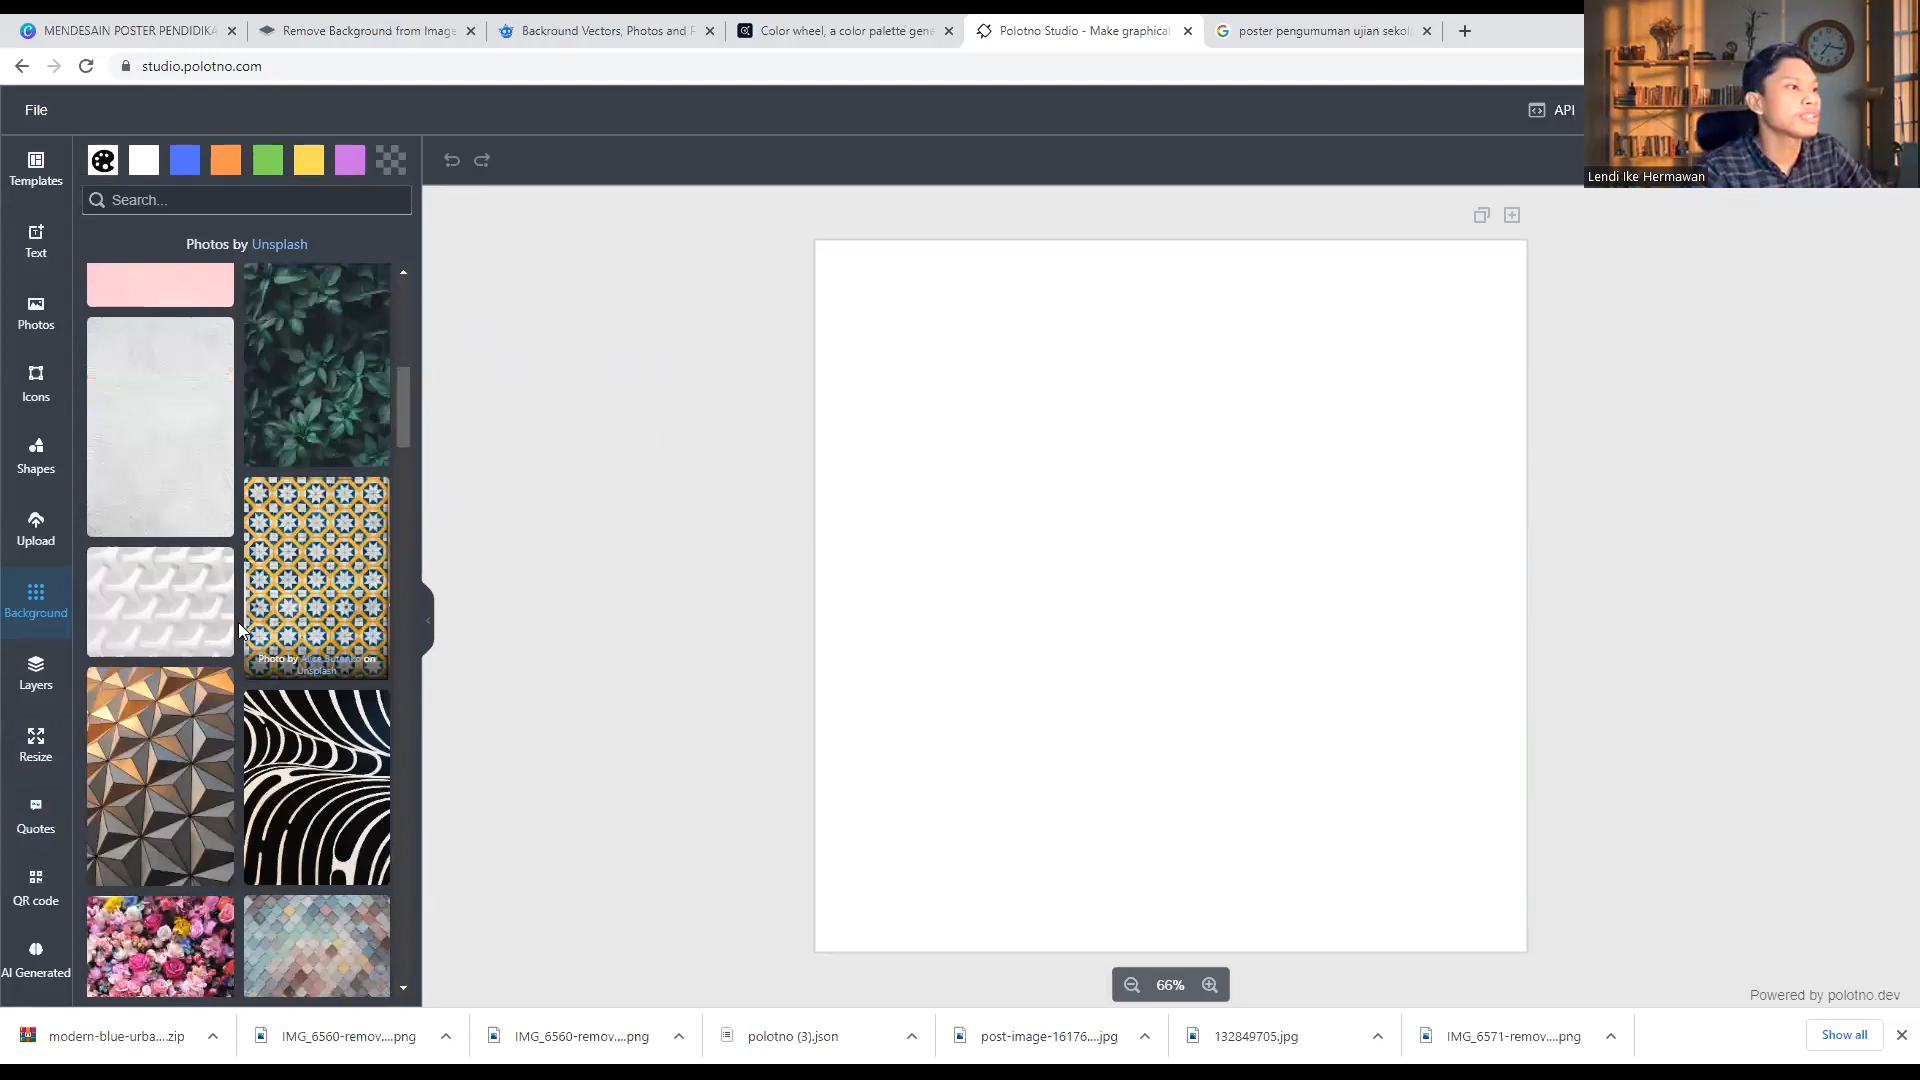 MENDESAIN POSTER PENDIDIKA
Remove Background from Image
Backround Vectors, Photos and F
Color wheel, a color palette gene
Polotno Studio - Make graphical
poster pengumuman ujian sekol
studio.polotno.com
File
API
Lendi Ike Hermawan
Templates
Search...
Photos by Unsplash
Text
Photos
Icons
Shapes
Upload
Background
Photo by Alice Butenko on
Unsplash
Layers
Resize
Quotes
QR code
AI Generated
66%
Powered by polotno.dev
modern-blue-urba....zip
IMG_6560-remov....png
IMG_6560-remov....png
polotno (3).json
post-image-16176....jpg
132849705.jpg
IMG_6571-remov....png
Show all